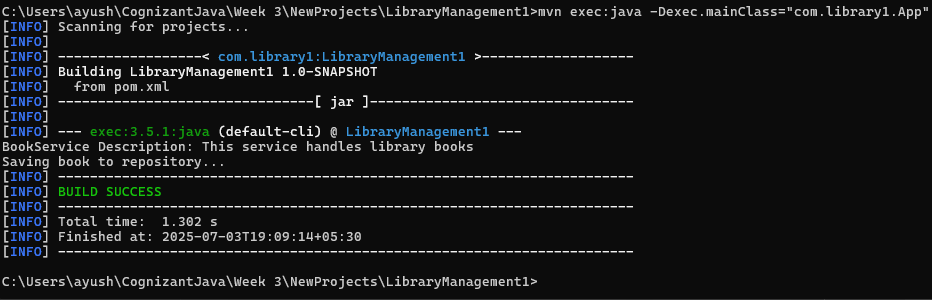 C:\Users\ayush\CognizantJava\Week 3\NewProjects\LibraryManagement1>mvn exec:java -Dexec.mainClass="com.library1.App"
[INFO] Scanning for projects...
[INFO]
[INFO] ------------------< com.library1:LibraryManagement1 >-------------------
[INFO] Building LibraryManagement1 1.0-SNAPSHOT
[INFO]   from pom.xml
[INFO] --------------------------------[ jar ]---------------------------------
[INFO]
[INFO] --- exec:3.5.1:java (default-cli) @ LibraryManagement1 ---
BookService Description: This service handles library books
Saving book to repository...
[INFO] ------------------------------------------------------------------------
[INFO] BUILD SUCCESS
[INFO] ------------------------------------------------------------------------
[INFO] Total time:  1.302 s
[INFO] Finished at: 2025-07-03T19:09:14+05:30
[INFO] ------------------------------------------------------------------------
C:\Users\ayush\CognizantJava\Week 3\NewProjects\LibraryManagement1>